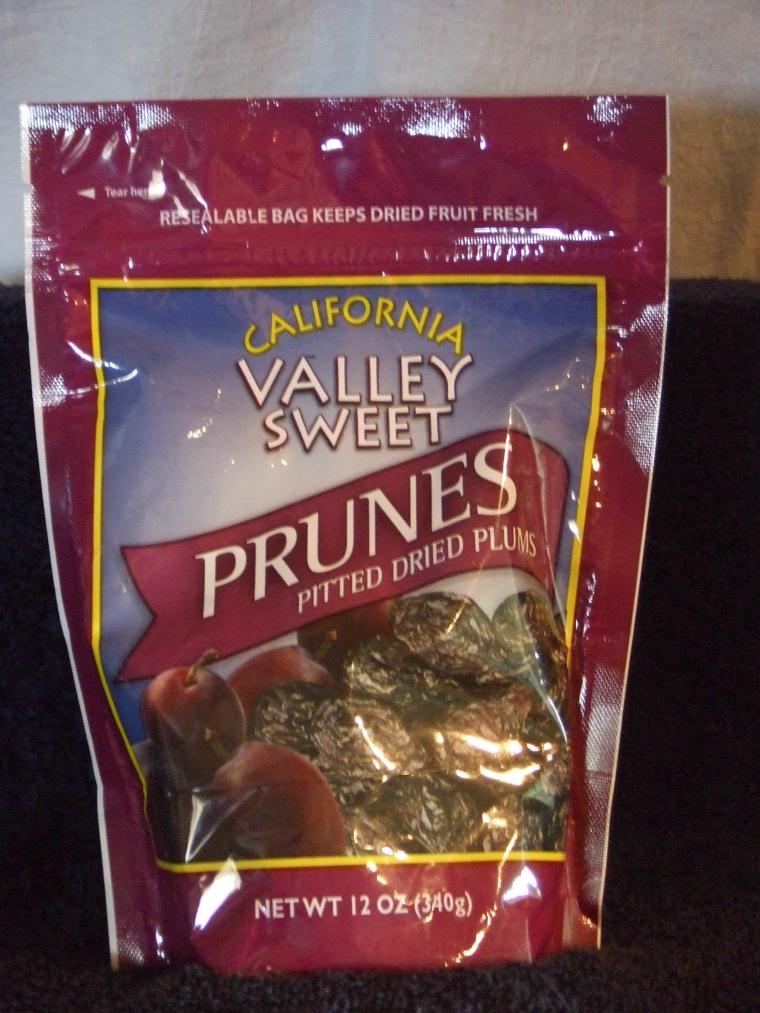 Tear here
RESEALABLE BAG KEEPS DRIED FRUIT FRESH
CALIFORNIA
VALLEY
SWEET
PRUNES
PITTED DRIED PLUMS
NET WT 12 OZ (340g)